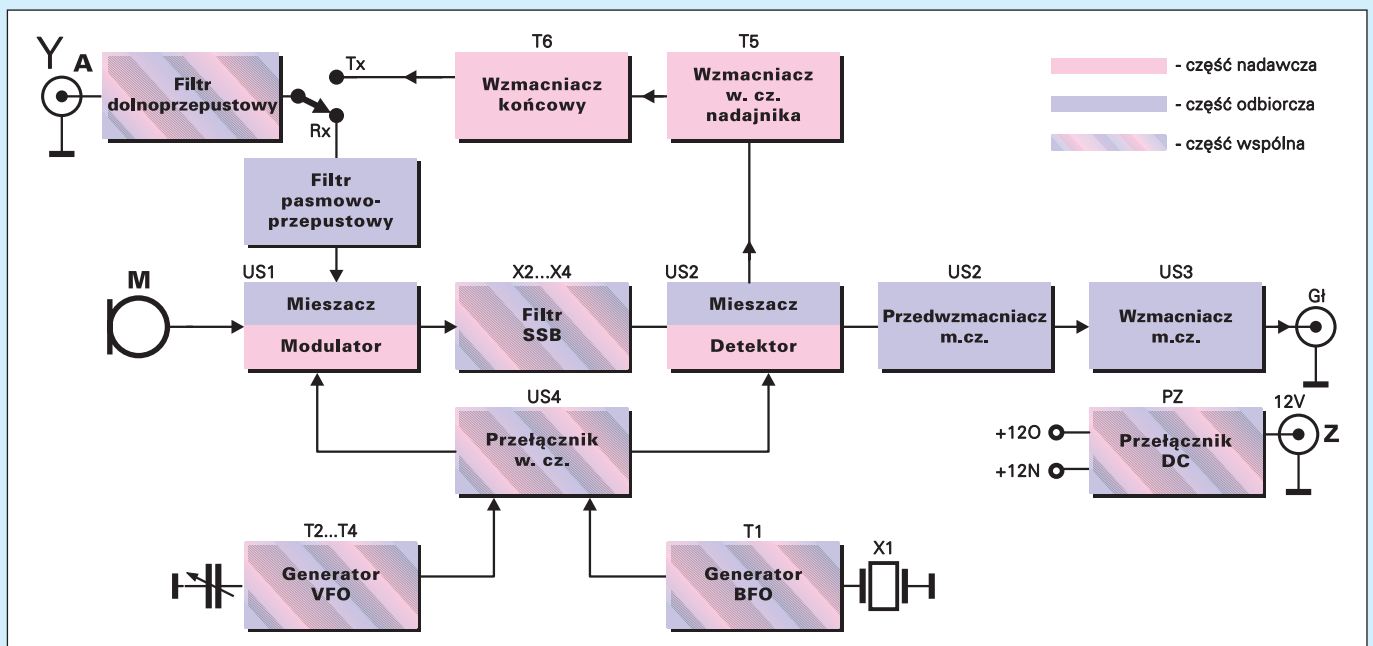 Y
A
Filtr
dolnoprzepustowy
Tx
Rx
T6
Wzmacniacz
końcowy
T5
Wzmacniacz
w. cz.
nadajnika
- część nadawcza
- część odbiorcza
- część wspólna
Filtr
pasmowo-
przepustowy
M
US1
Mieszacz
Modulator
X2...X4
Filtr
SSB
US2
Mieszacz
Detektor
US2
Przedwzmacniacz
m.cz.
US3
Wzmacniacz
m.cz.
Gł
US4
Przełącznik
w. cz.
+12O
+12N
PZ
Przełącznik
DC
12V
Z
T2...T4
Generator
VFO
T1
Generator
BFO
X1